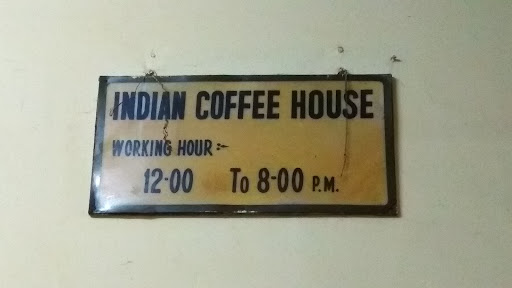 INDIAN COFFEE HOUSE
WORKING HOUR :-
12-00 To 8-00 P.M.